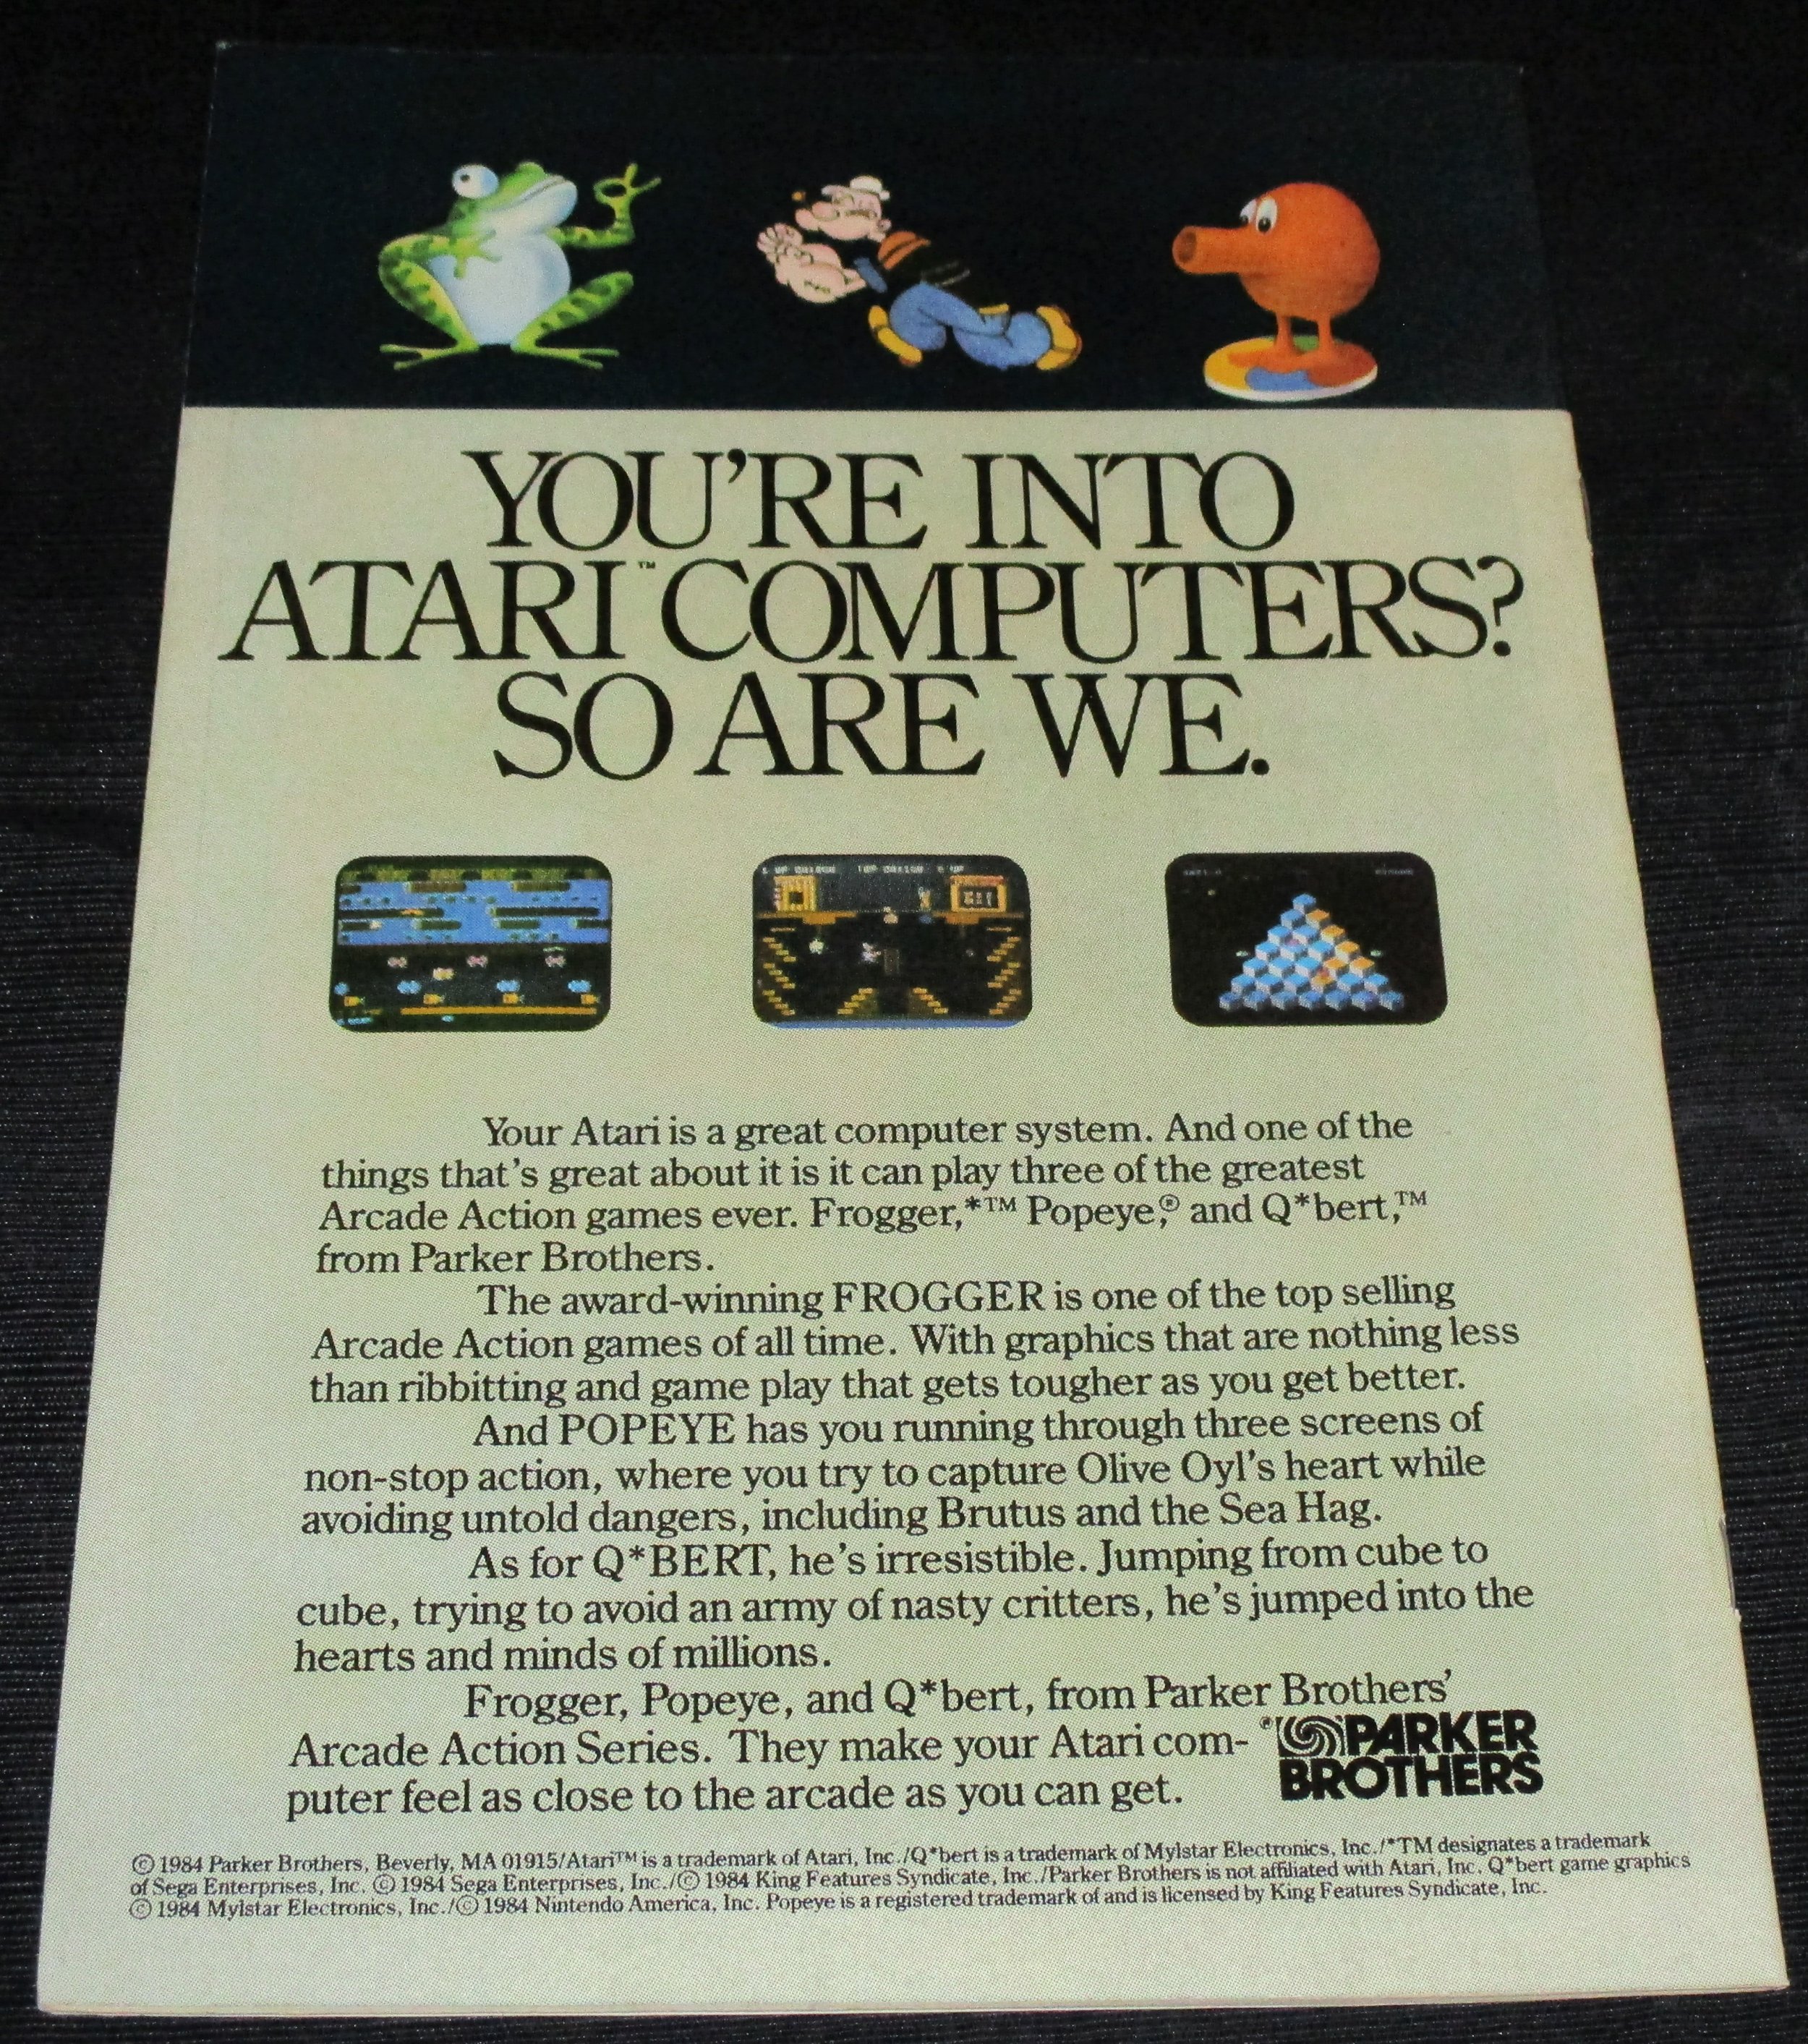 YOU'RE INTO
ATARI™ COMPUTERS?
SO ARE WE.
Your Atari is a great computer system. And one of the
things that's great about it is it can play three of the greatest
Arcade Action games ever. Frogger,*™ Popeye,® and Q*bert,™
from Parker Brothers.
The award-winning FROGGER is one of the top selling
Arcade Action games of all time. With graphics that are nothing less
than ribbitting and game play that gets tougher as you get better.
And POPEYE has you running through three screens of
non-stop action, where you try to capture Olive Oyl's heart while
avoiding untold dangers, including Brutus and the Sea Hag.
As for Q*BERT, he's irresistible. Jumping from cube to
cube, trying to avoid an army of nasty critters, he's jumped into the
hearts and minds of millions.
Frogger, Popeye, and Q*bert, from Parker Brothers'
Arcade Action Series. They make your Atari com-
puter feel as close to the arcade as you can get.
® PARKER
BROTHERS
© 1984 Parker Brothers, Beverly, MA 01915/Atari™ is a trademark of Atari, Inc./Q*bert is a trademark of Mylstar Electronics, Inc./*TM designates a trademark
of Sega Enterprises, Inc. © 1984 Sega Enterprises, Inc./© 1984 King Features Syndicate, Inc./Parker Brothers is not affiliated with Atari, Inc. Q*bert game graphics
© 1984 Mylstar Electronics, Inc./© 1984 Nintendo America, Inc. Popeye is a registered trademark of and is licensed by King Features Syndicate, Inc.